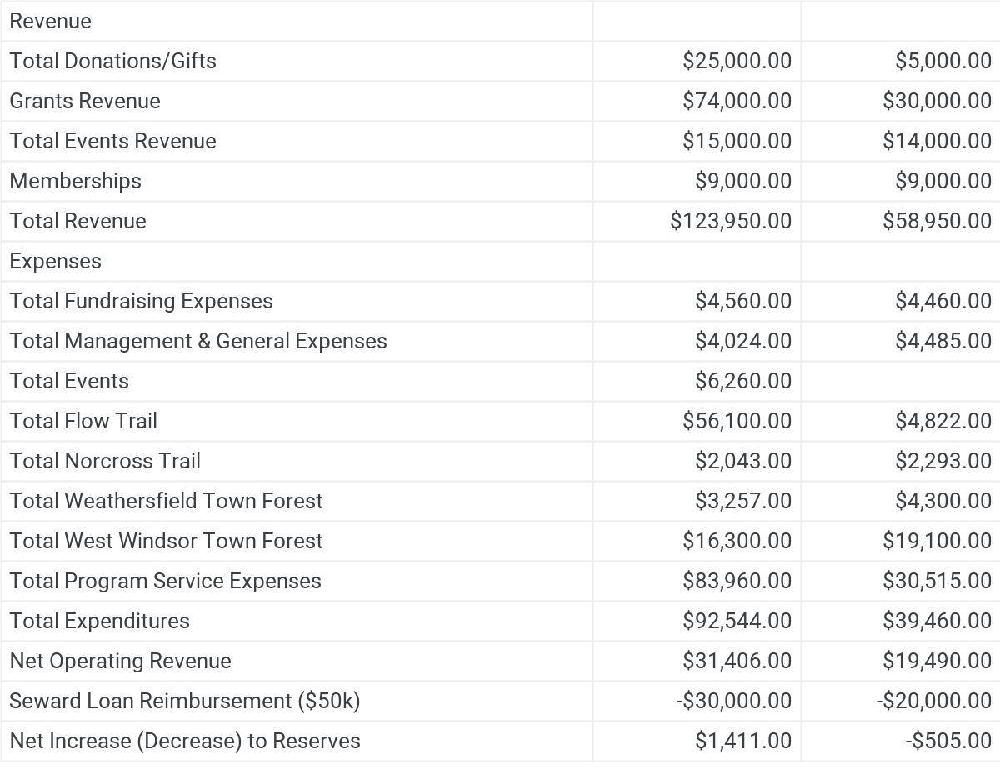 Revenue
Total Donations/Gifts $25,000.00 $5,000.00
Grants Revenue $74,000.00 $30,000.00
Total Events Revenue $15,000.00 $14,000.00
Memberships $9,000.00 $9,000.00
Total Revenue $123,950.00 $58,950.00
Expenses
Total Fundraising Expenses $4,560.00 $4,460.00
Total Management & General Expenses $4,024.00 $4,485.00
Total Events $6,260.00
Total Flow Trail $56,100.00 $4,822.00
Total Norcross Trail $2,043.00 $2,293.00
Total Weathersfield Town Forest $3,257.00 $4,300.00
Total West Windsor Town Forest $16,300.00 $19,100.00
Total Program Service Expenses $83,960.00 $30,515.00
Total Expenditures $92,544.00 $39,460.00
Net Operating Revenue $31,406.00 $19,490.00
Seward Loan Reimbursement ($50k) -$30,000.00 -$20,000.00
Net Increase (Decrease) to Reserves $1,411.00 -$505.00